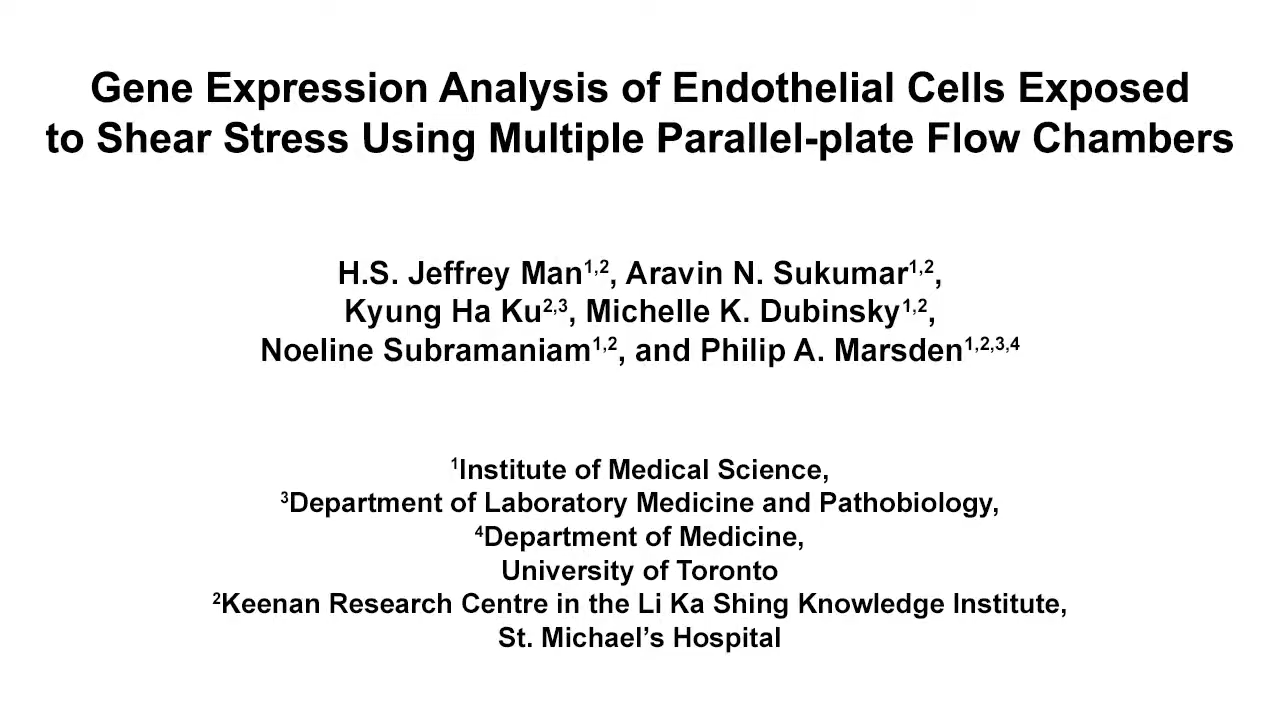 Gene Expression Analysis of Endothelial Cells Exposed
to Shear Stress Using Multiple Parallel-plate Flow Chambers
H.S. Jeffrey Man1,2, Aravin N. Sukumar1,2,
Kyung Ha Ku2,3, Michelle K. Dubinsky1,2,
Noeline Subramaniam1,2, and Philip A. Marsden1,2,3,4
1Institute of Medical Science,
3Department of Laboratory Medicine and Pathobiology,
4Department of Medicine,
University of Toronto
2Keenan Research Centre in the Li Ka Shing Knowledge Institute,
St. Michael’s Hospital